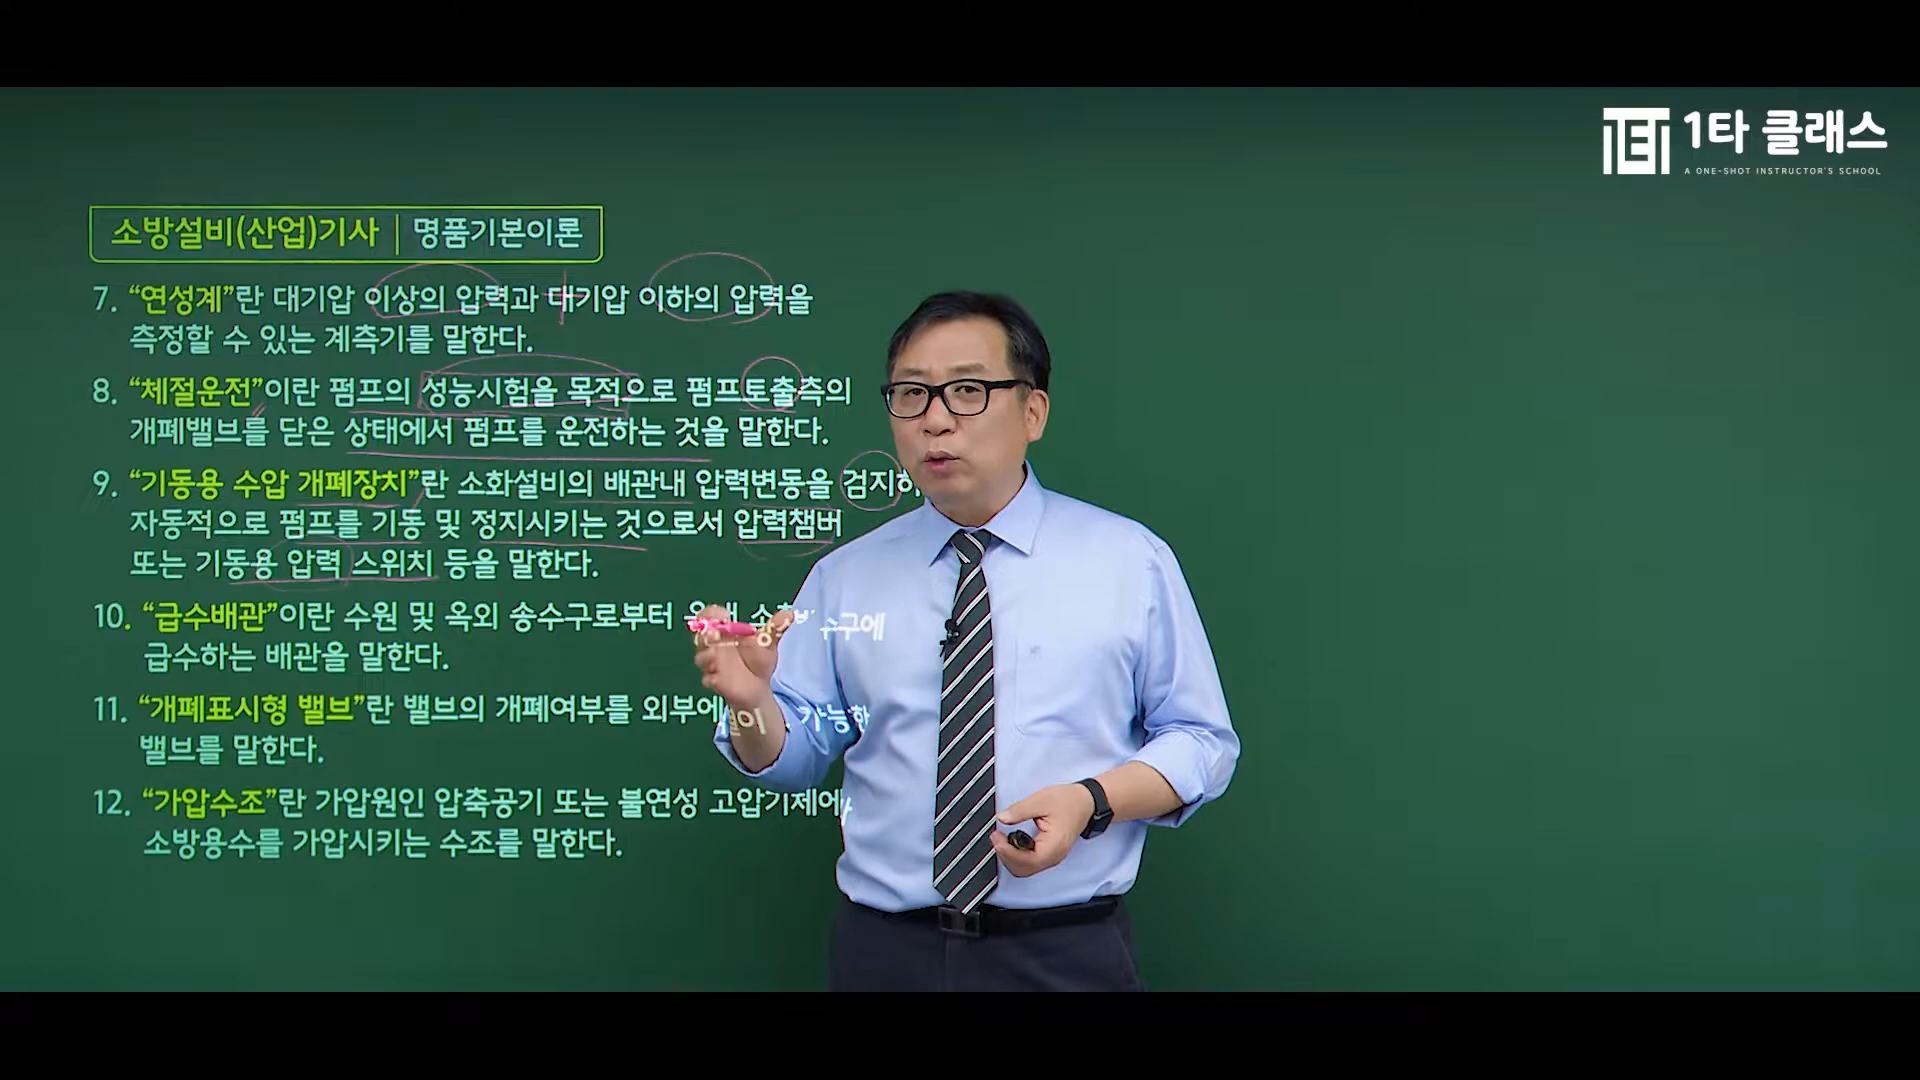 1타 클래스
A ONE-SHOT INSTRUCTOR'S SCHOOL
소방설비(산업)기사 | 명품기본이론
7. “연성계”란 대기압 이상의 압력과 대기압 이하의 압력을
측정할 수 있는 계측기를 말한다.
8. “체절운전”이란 펌프의 성능시험을 목적으로 펌프토출측의
개폐밸브를 닫은 상태에서 펌프를 운전하는 것을 말한다.
9. “기동용 수압 개폐장치”란 소화설비의 배관내 압력변동을
자동적으로 펌프를 기동 및 정지시키는 것으로서 압력챔버
또는 기동용 압력 스위치 등을 말한다.
10. “급수배관”이란 수원 및 옥외 송수구로부터
급수하는 배관을 말한다.
11. “개폐표시형 밸브”란 밸브의 개폐여부를 외부에 가능한
밸브를 말한다.
12. “가압수조”란 가압원인 압축공기 또는 불연성
소방용수를 가압시키는 수조를 말한다.